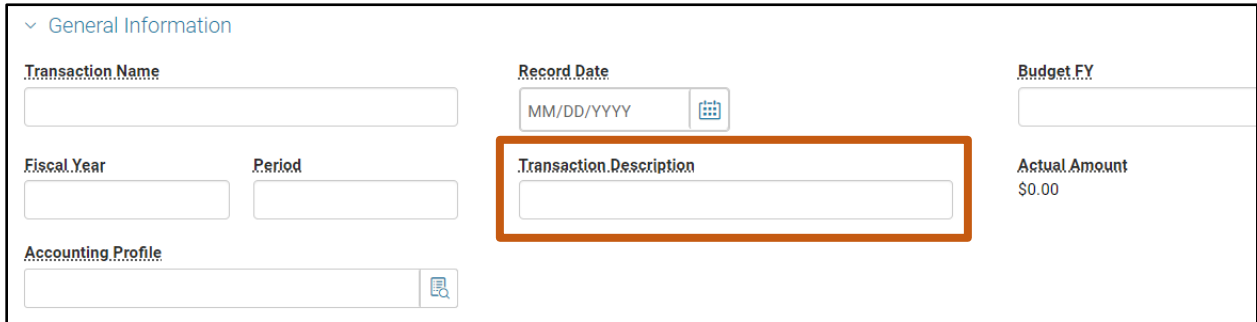 General Information
Transaction Name
Record Date
Budget FY
MM/DD/YYYY
Fiscal Year
Period
Transaction Description
Actual Amount
$0.00
Accounting Profile